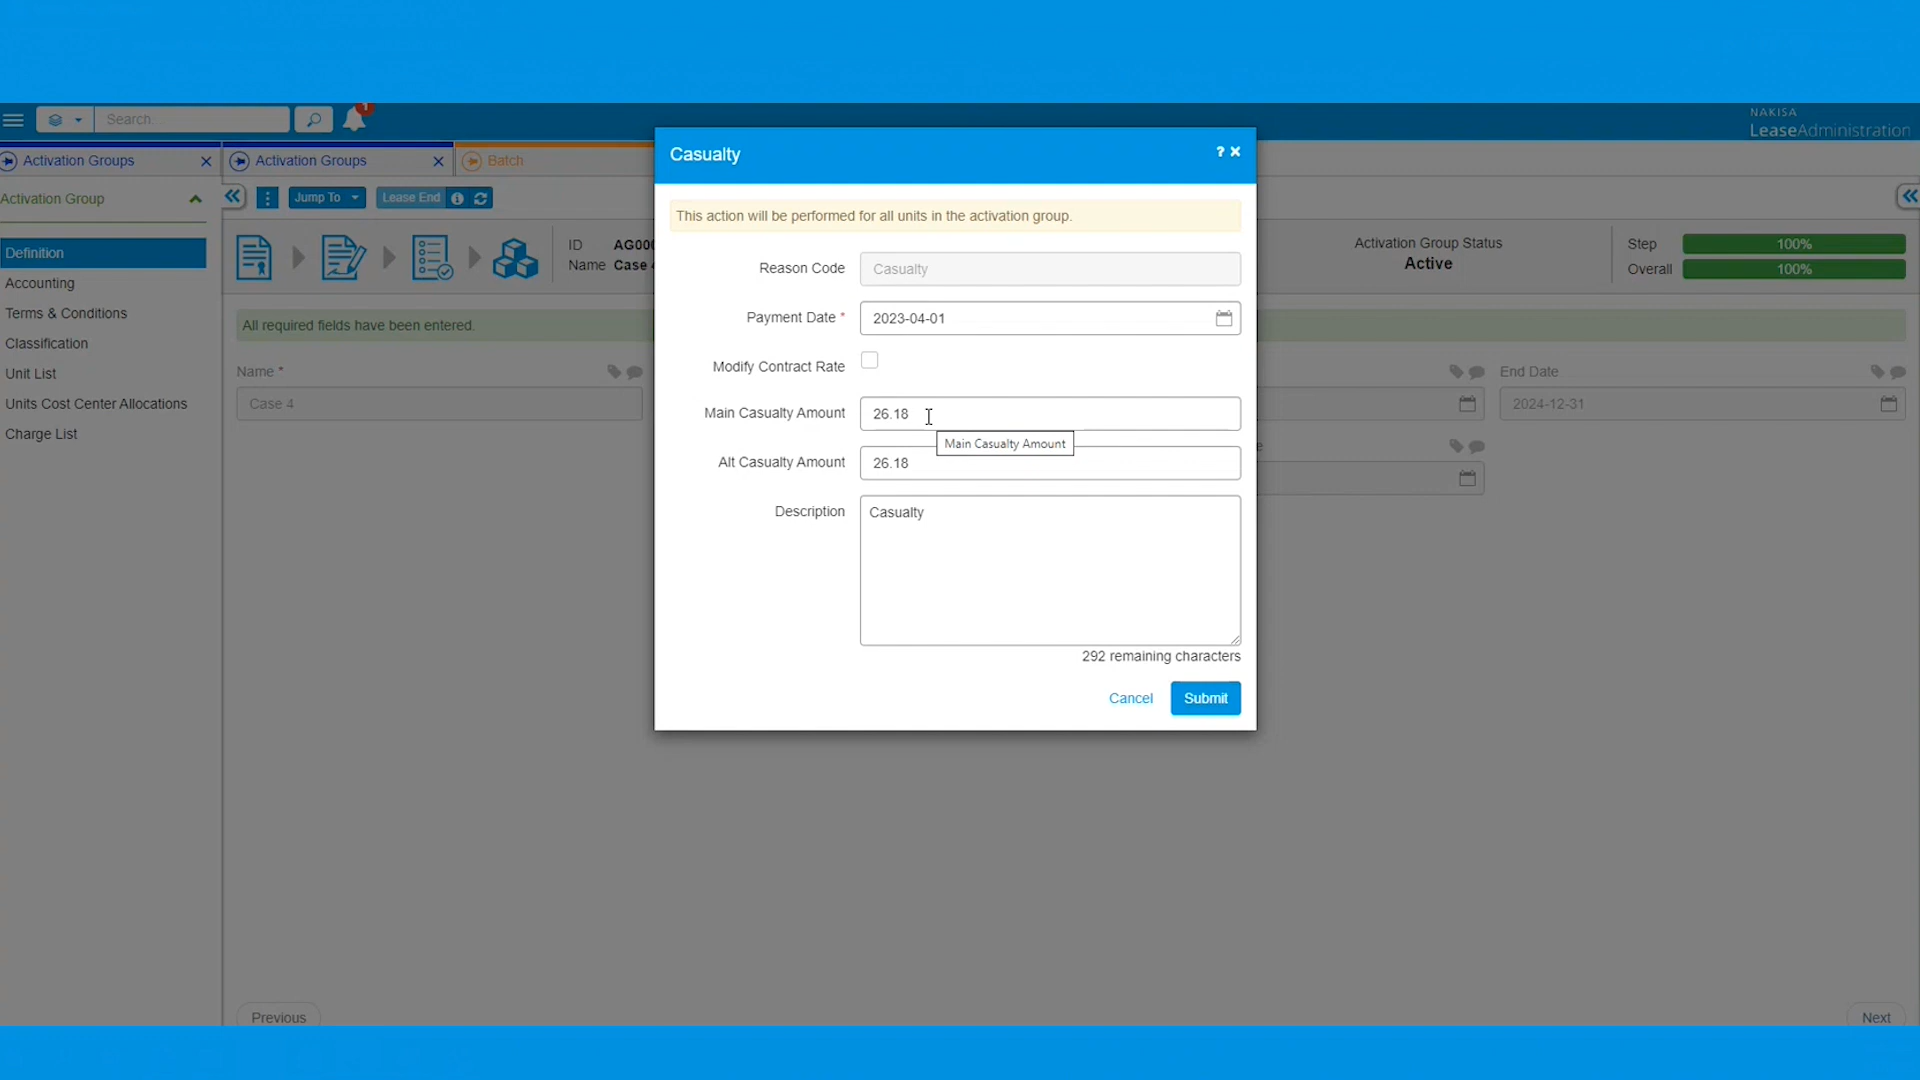 Search...
1
NAKISA
LeaseAdministration
Activation Groups
Activation Groups
Batch
Activation Group
Jump To
Lease End
Definition
Accounting
Terms & Conditions
Classification
Unit List
Units Cost Center Allocations
Charge List
ID AG000
Name Case 4
Activation Group Status
Active
Step 100%
Overall 100%
All required fields have been entered.
Name *
Case 4
End Date
2024-12-31
Casualty
? ×
This action will be performed for all units in the activation group.
Reason Code Casualty
Payment Date * 2023-04-01
Modify Contract Rate
Main Casualty Amount 26.18
Main Casualty Amount
Alt Casualty Amount 26.18
Description Casualty
292 remaining characters
Cancel Submit
Previous
Next